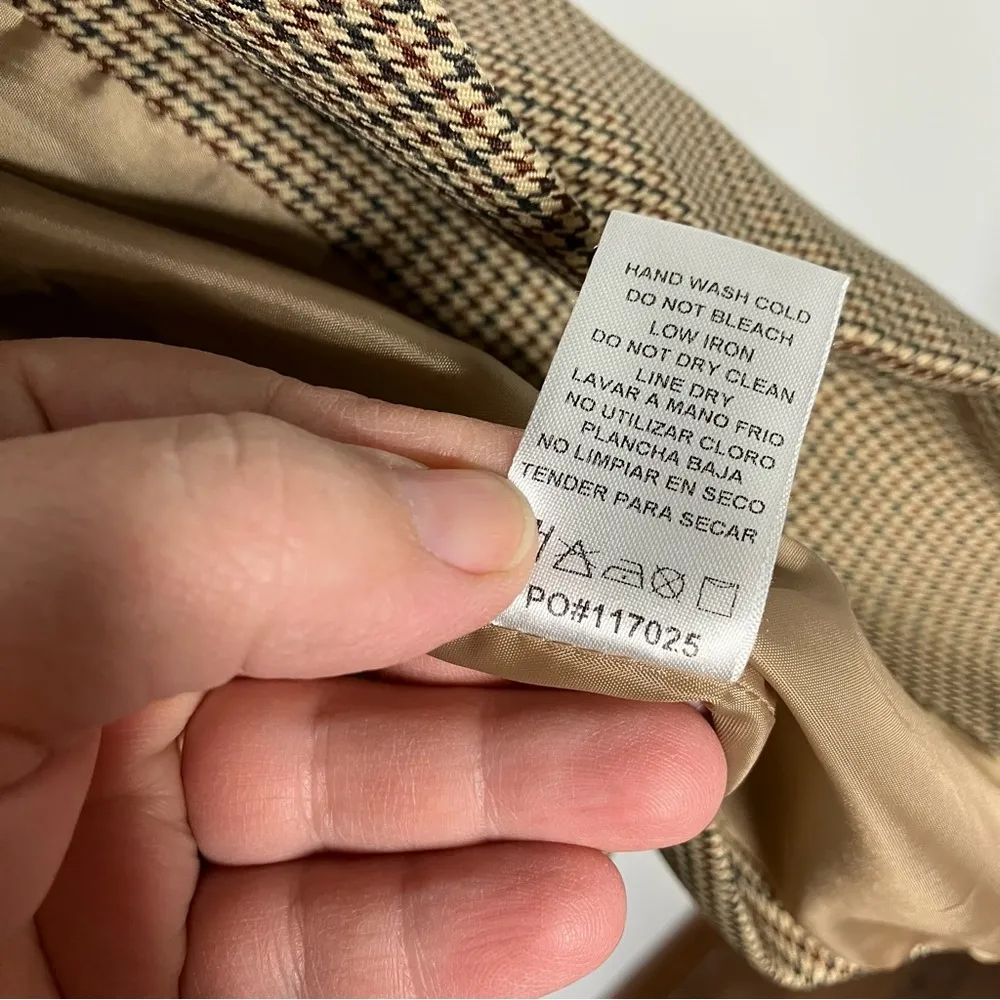 HAND WASH COLD
DO NOT BLEACH
LOW IRON
DO NOT DRY CLEAN
LINE DRY
LAVAR A MANO FRIO
NO UTILIZAR CLORO
PLANCHA BAJA
NO LIMPIAR EN SECO
TENDER PARA SECAR
PO#117025